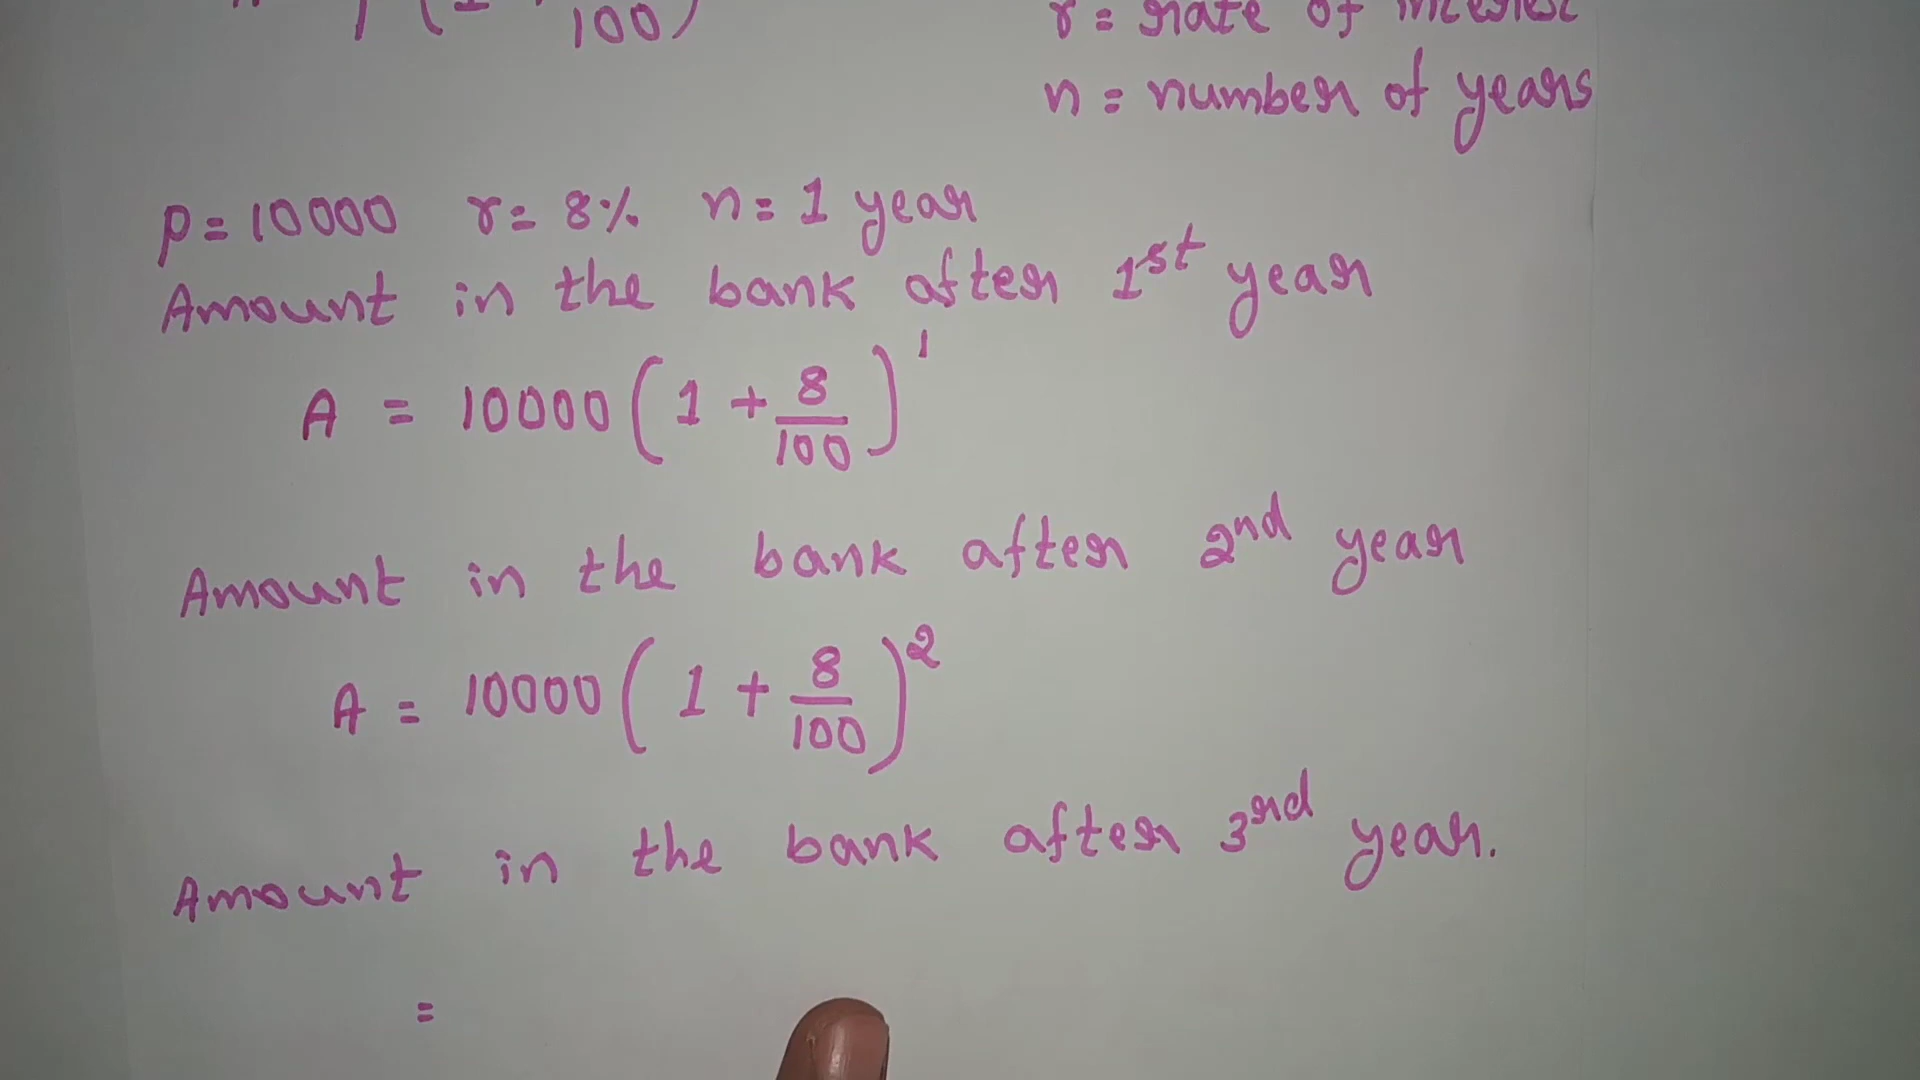 100)
r = rate of interest
n = number of years
P = 10000 r = 8% n = 1 year
Amount in the bank after 1st year
A = 10000 ( 1 + 8/100 )^1
Amount in the bank after 2nd year
A = 10000 ( 1 + 8/100 )^2
Amount in the bank after 3rd year.
=